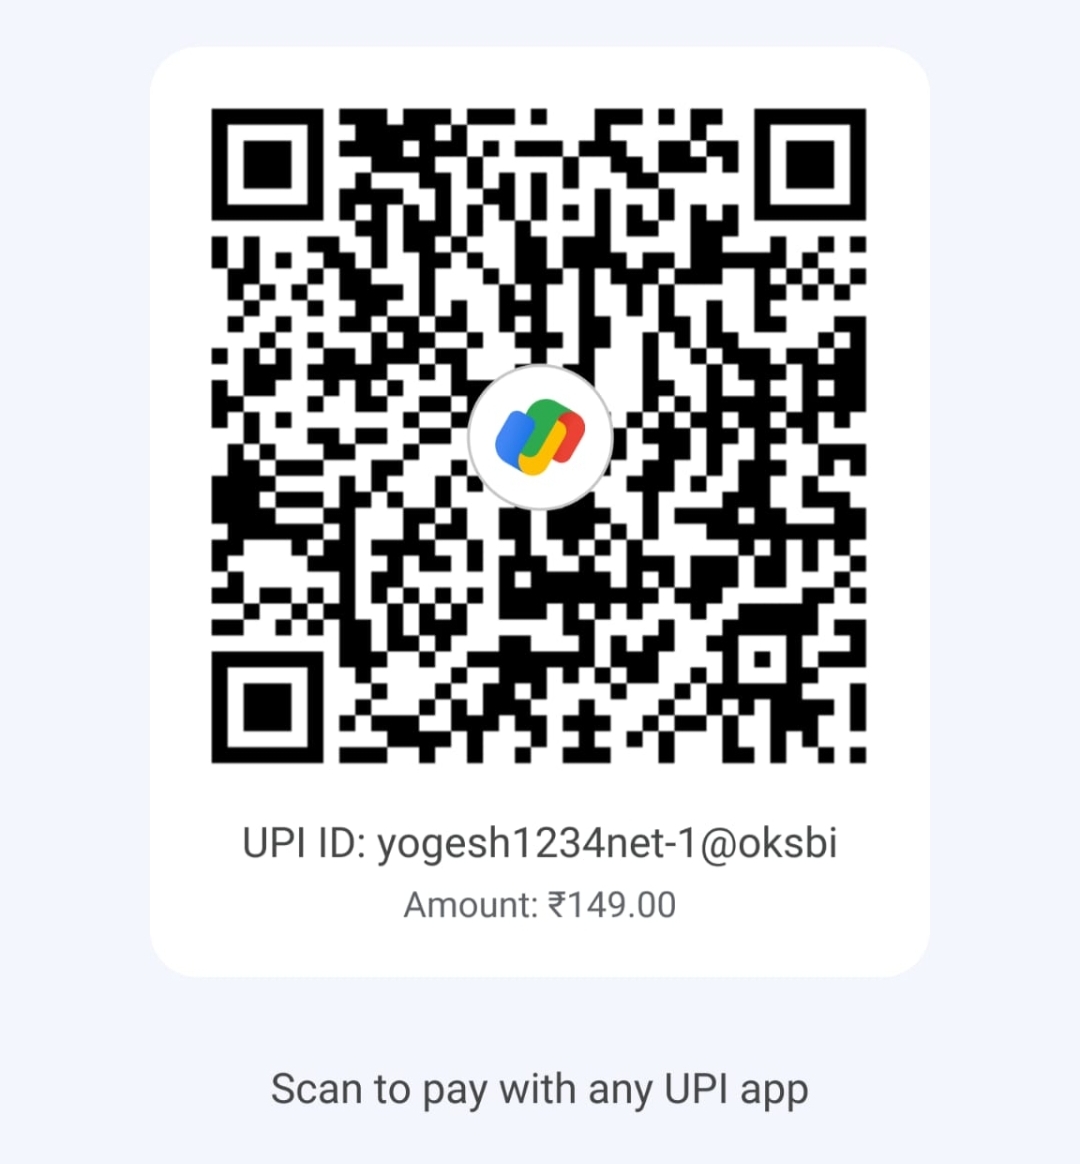 UPI ID: yogesh1234net-1@oksbi
Amount: ₹149.00
Scan to pay with any UPI app